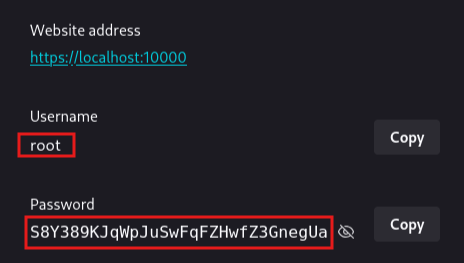 Website address
https://localhost:10000
Username
root
Copy
Password
S8Y389KJqWpJuSwFqFZHwfZ3GnegUa
Copy